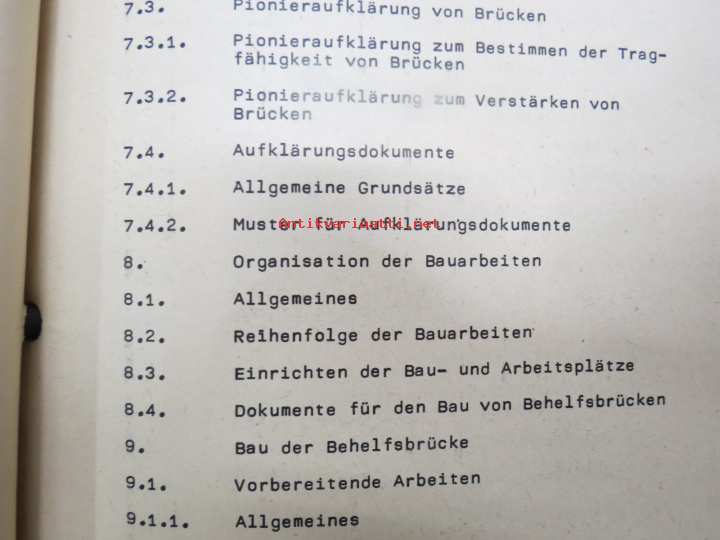 7.3. Pionieraufklärung von Brücken
7.3.1. Pionieraufklärung zum Bestimmen der Trag-
fähigkeit von Brücken
7.3.2. Pionieraufklärung zum Verstärken von
Brücken
7.4. Aufklärungsdokumente
7.4.1. Allgemeine Grundsätze
7.4.2. Muster für Aufklärungsdokumente
8. Organisation der Bauarbeiten
8.1. Allgemeines
8.2. Reihenfolge der Bauarbeiten
8.3. Einrichten der Bau- und Arbeitsplätze
8.4. Dokumente für den Bau von Behelfsbrücken
9. Bau der Behelfsbrücke
9.1. Vorbereitende Arbeiten
9.1.1. Allgemeines